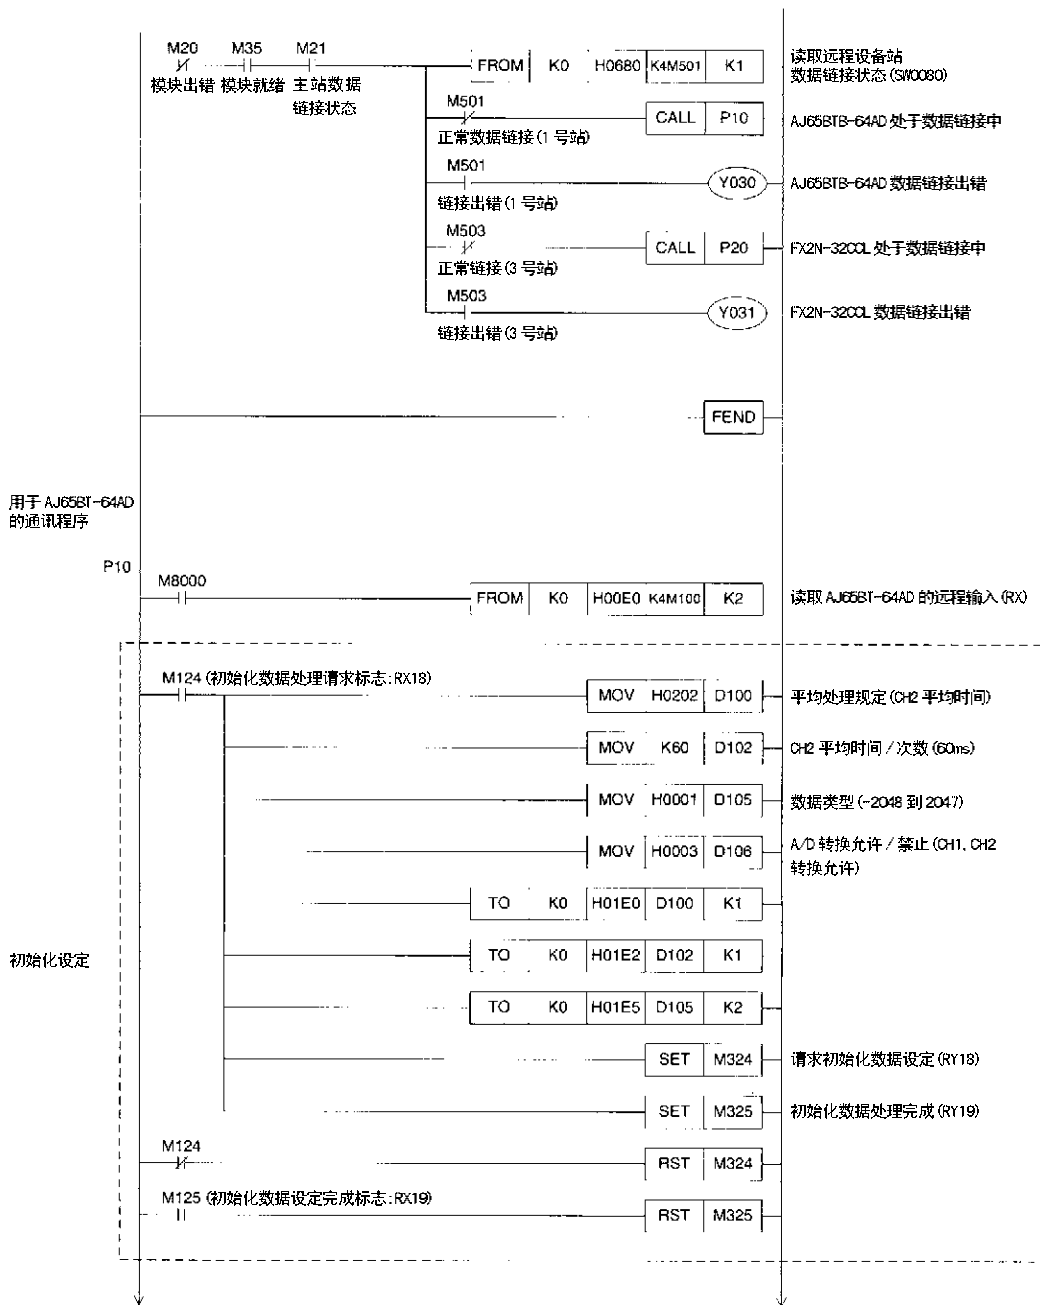 M20 M35 M21
模块出错 模块就绪 主站数据
链接状态
FROM K0 H0680 K4M501 K1
读取远程设备站
数据链接状态(SW0080)
M501
正常数据链接(1号站)
CALL P10
AJ65BTB-64AD 处于数据链接中
M501
链接出错(1号站)
Y030
AJ65BTB-64AD 数据链接出错
M503
正常链接(3号站)
CALL P20
FX2N-32CCL 处于数据链接中
M503
链接出错(3号站)
Y031
FX2N-32CCL 数据链接出错
FEND
用于 AJ65BT-64AD
的通讯程序
P10
M8000
FROM K0 H00E0 K4M100 K2
读取 AJ65BT-64AD 的远程输入(RX)
M124 (初始化数据处理请求标志:RX18)
MOV H0202 D100
平均处理规定(CH2 平均时间)
MOV K60 D102
CH2 平均时间/次数(60ms)
MOV H0001 D105
数据类型(-2048 到 2047)
MOV H0003 D106
A/D 转换允许/禁止(CH1, CH2
转换允许)
TO K0 H01E0 D100 K1
TO K0 H01E2 D102 K1
初始化设定
TO K0 H01E5 D105 K2
SET M324
请求初始化数据设定(RY18)
SET M325
初始化数据处理完成(RY19)
M124
RST M324
M125 (初始化数据设定完成标志:RX19)
RST M325